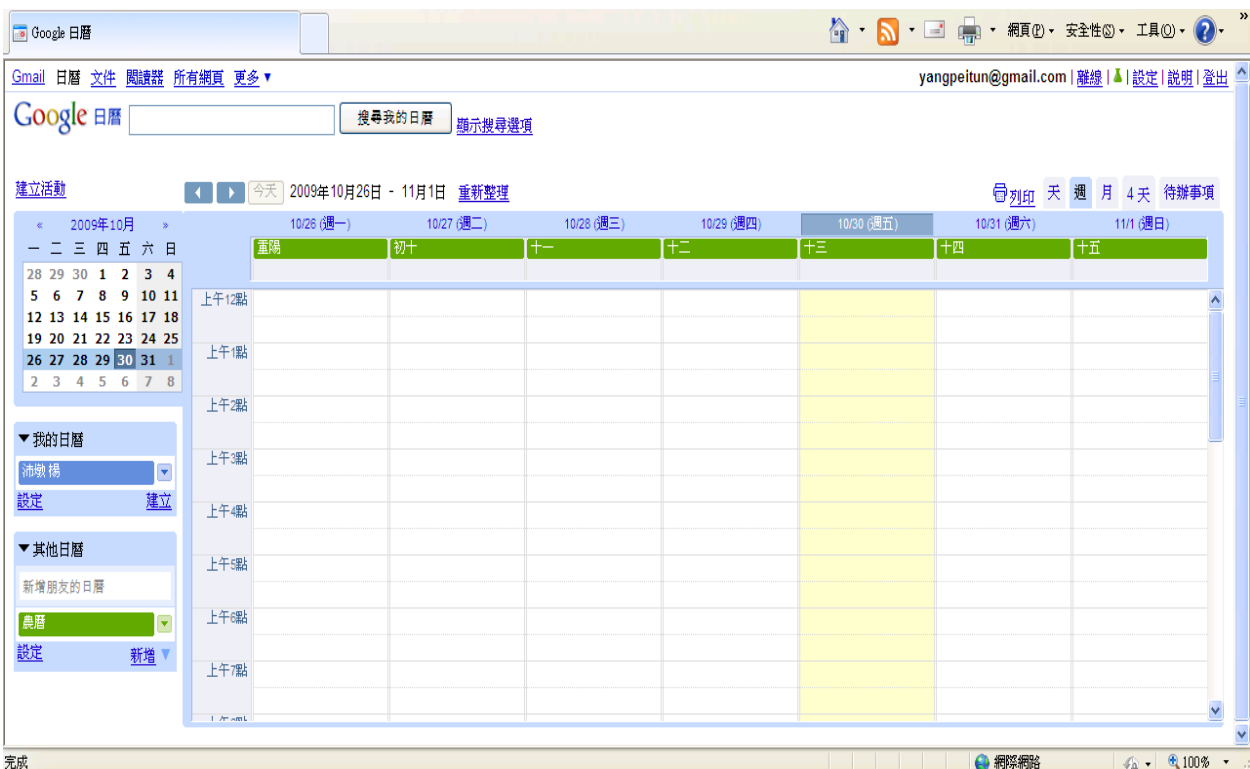 Google 日曆
網頁(P) 安全性(S) 工具(O) »
Gmail 日曆 文件 閱讀器 所有網頁 更多 ▼
yangpeitun@gmail.com | 離線 | 設定 | 說明 | 登出
Google 日曆 搜尋我的日曆 顯示搜尋選項
建立活動 今天 2009年10月26日 - 11月1日 重新整理 列印 天 週 月 4 天 待辦事項
« 2009年10月 »
一 二 三 四 五 六 日
28 29 30 1 2 3 4
5 6 7 8 9 10 11
12 13 14 15 16 17 18
19 20 21 22 23 24 25
26 27 28 29 30 31 1
2 3 4 5 6 7 8
▼我的日曆
沛墩 楊
設定 建立
▼其他日曆
新增朋友的日曆
農曆
設定 新增 ▼
10/26 (週一) 10/27 (週二) 10/28 (週三) 10/29 (週四) 10/30 (週五) 10/31 (週六) 11/1 (週日)
重陽 初十 十一 十二 十三 十四 十五
上午12點
上午1點
上午2點
上午3點
上午4點
上午5點
上午6點
上午7點
完成 網際網路 100%